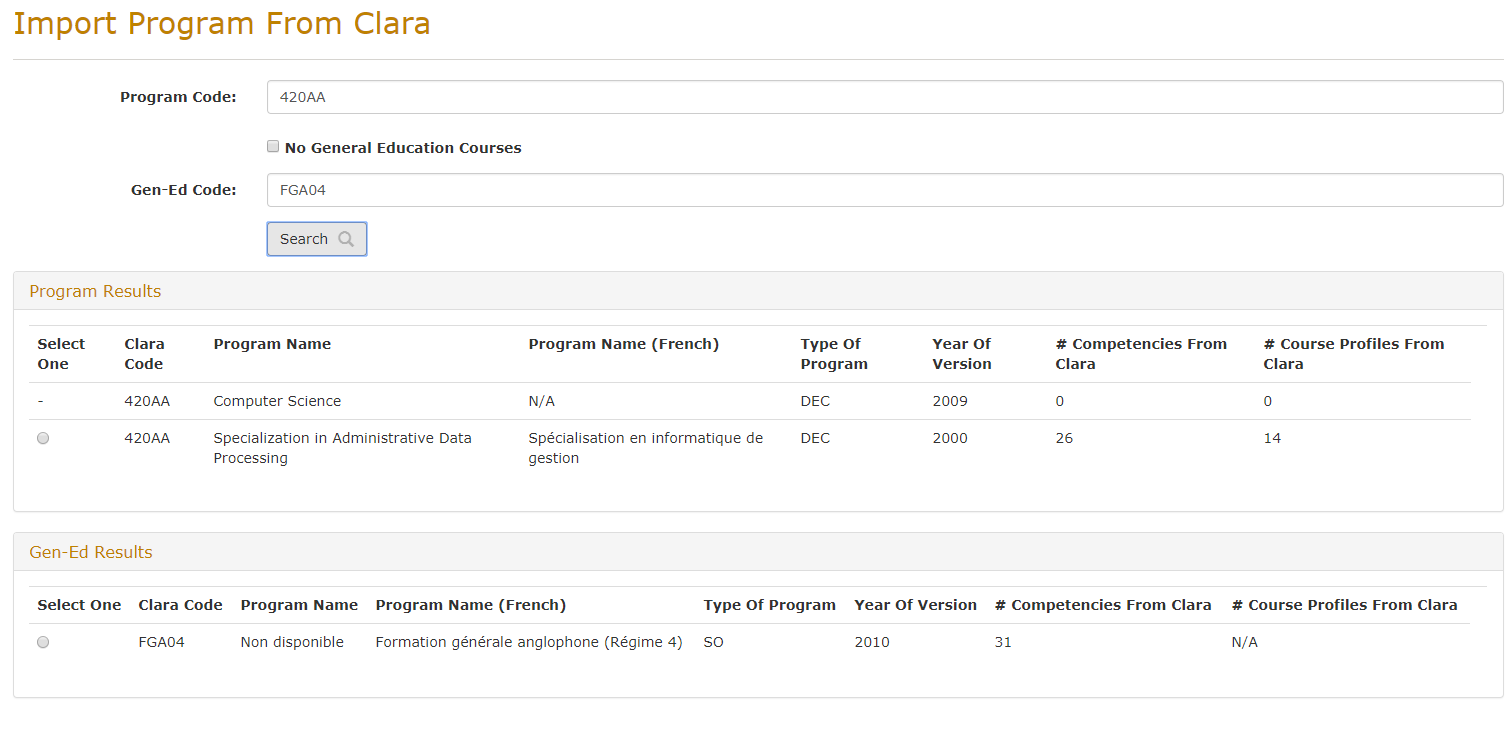 Import Program From Clara
Program Code: 420AA
No General Education Courses
Gen-Ed Code: FGA04
Search
Program Results
Select One Clara Code Program Name Program Name (French) Type Of Program Year Of Version # Competencies From Clara # Course Profiles From Clara
- 420AA Computer Science N/A DEC 2009 0 0
420AA Specialization in Administrative Data Processing Spécialisation en informatique de gestion DEC 2000 26 14
Gen-Ed Results
Select One Clara Code Program Name Program Name (French) Type Of Program Year Of Version # Competencies From Clara # Course Profiles From Clara
FGA04 Non disponible Formation générale anglophone (Régime 4) SO 2010 31 N/A